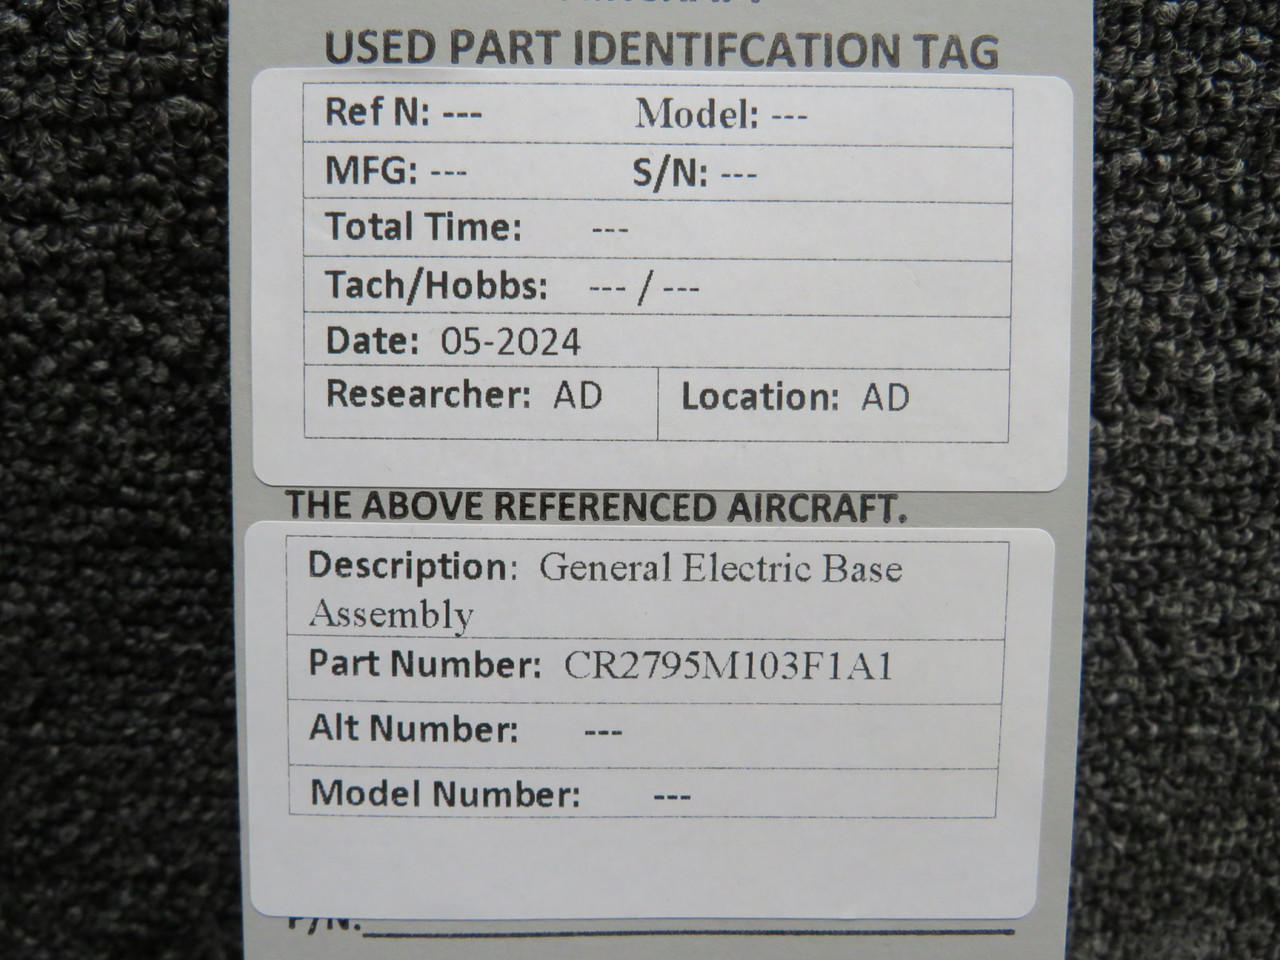 USED PART IDENTIFCATION TAG
Ref N: --- Model: ---
MFG: --- S/N: ---
Total Time: ---
Tach/Hobbs: --- / ---
Date: 05-2024
Researcher: AD Location: AD
THE ABOVE REFERENCED AIRCRAFT.
Description: General Electric Base
Assembly
Part Number: CR2795M103F1A1
Alt Number: ---
Model Number: ---
P/N: